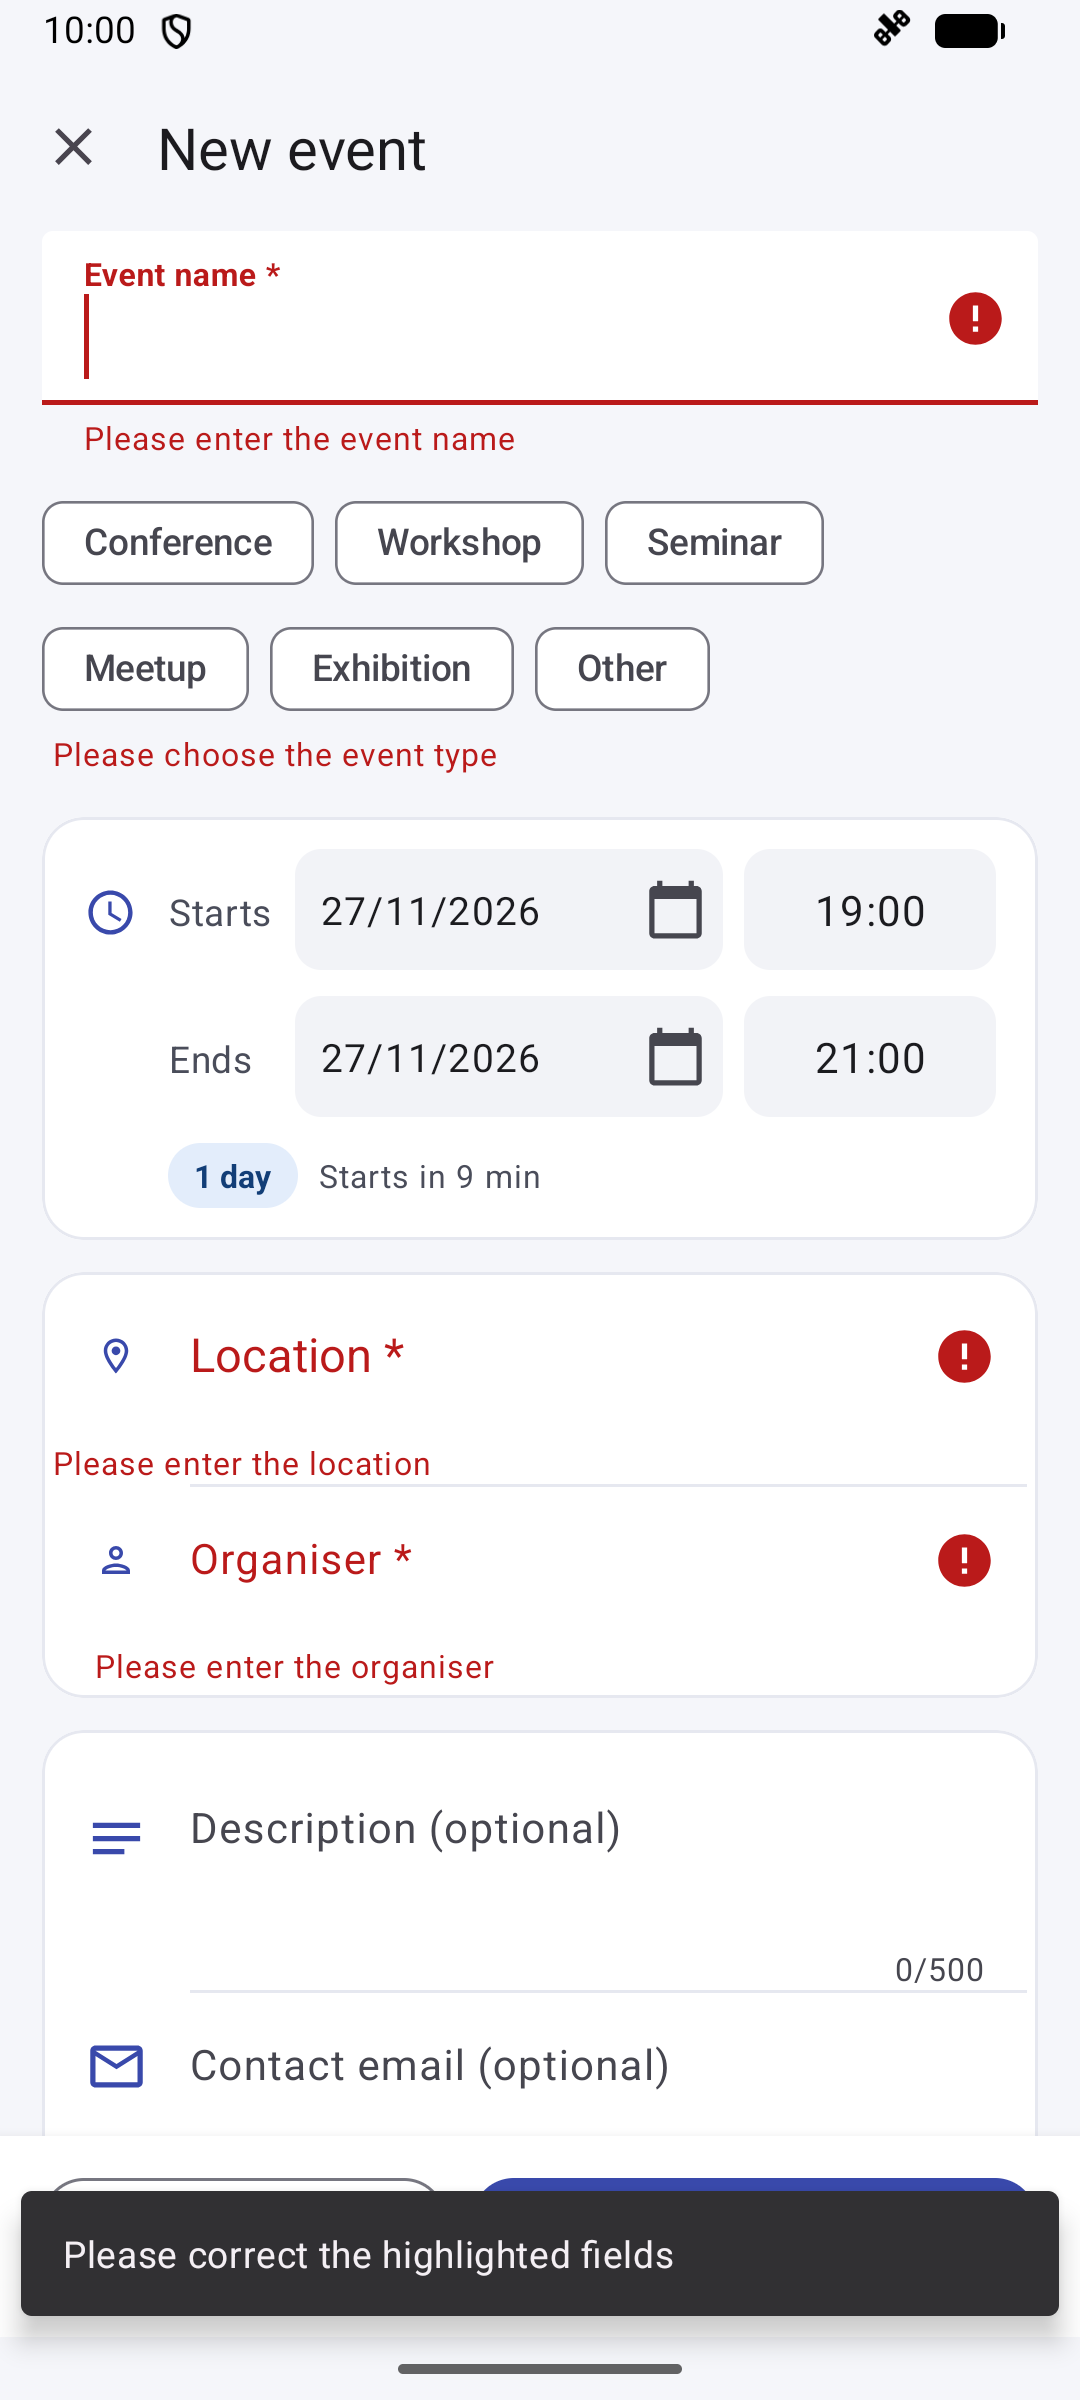 10:00
New event
Event name *
Please enter the event name
Conference
Workshop
Seminar
Meetup
Exhibition
Other
Please choose the event type
Starts
27/11/2026
19:00
Ends
27/11/2026
21:00
1 day
Starts in 9 min
Location *
Please enter the location
Organiser *
Please enter the organiser
Description (optional)
0/500
Contact email (optional)
Please correct the highlighted fields